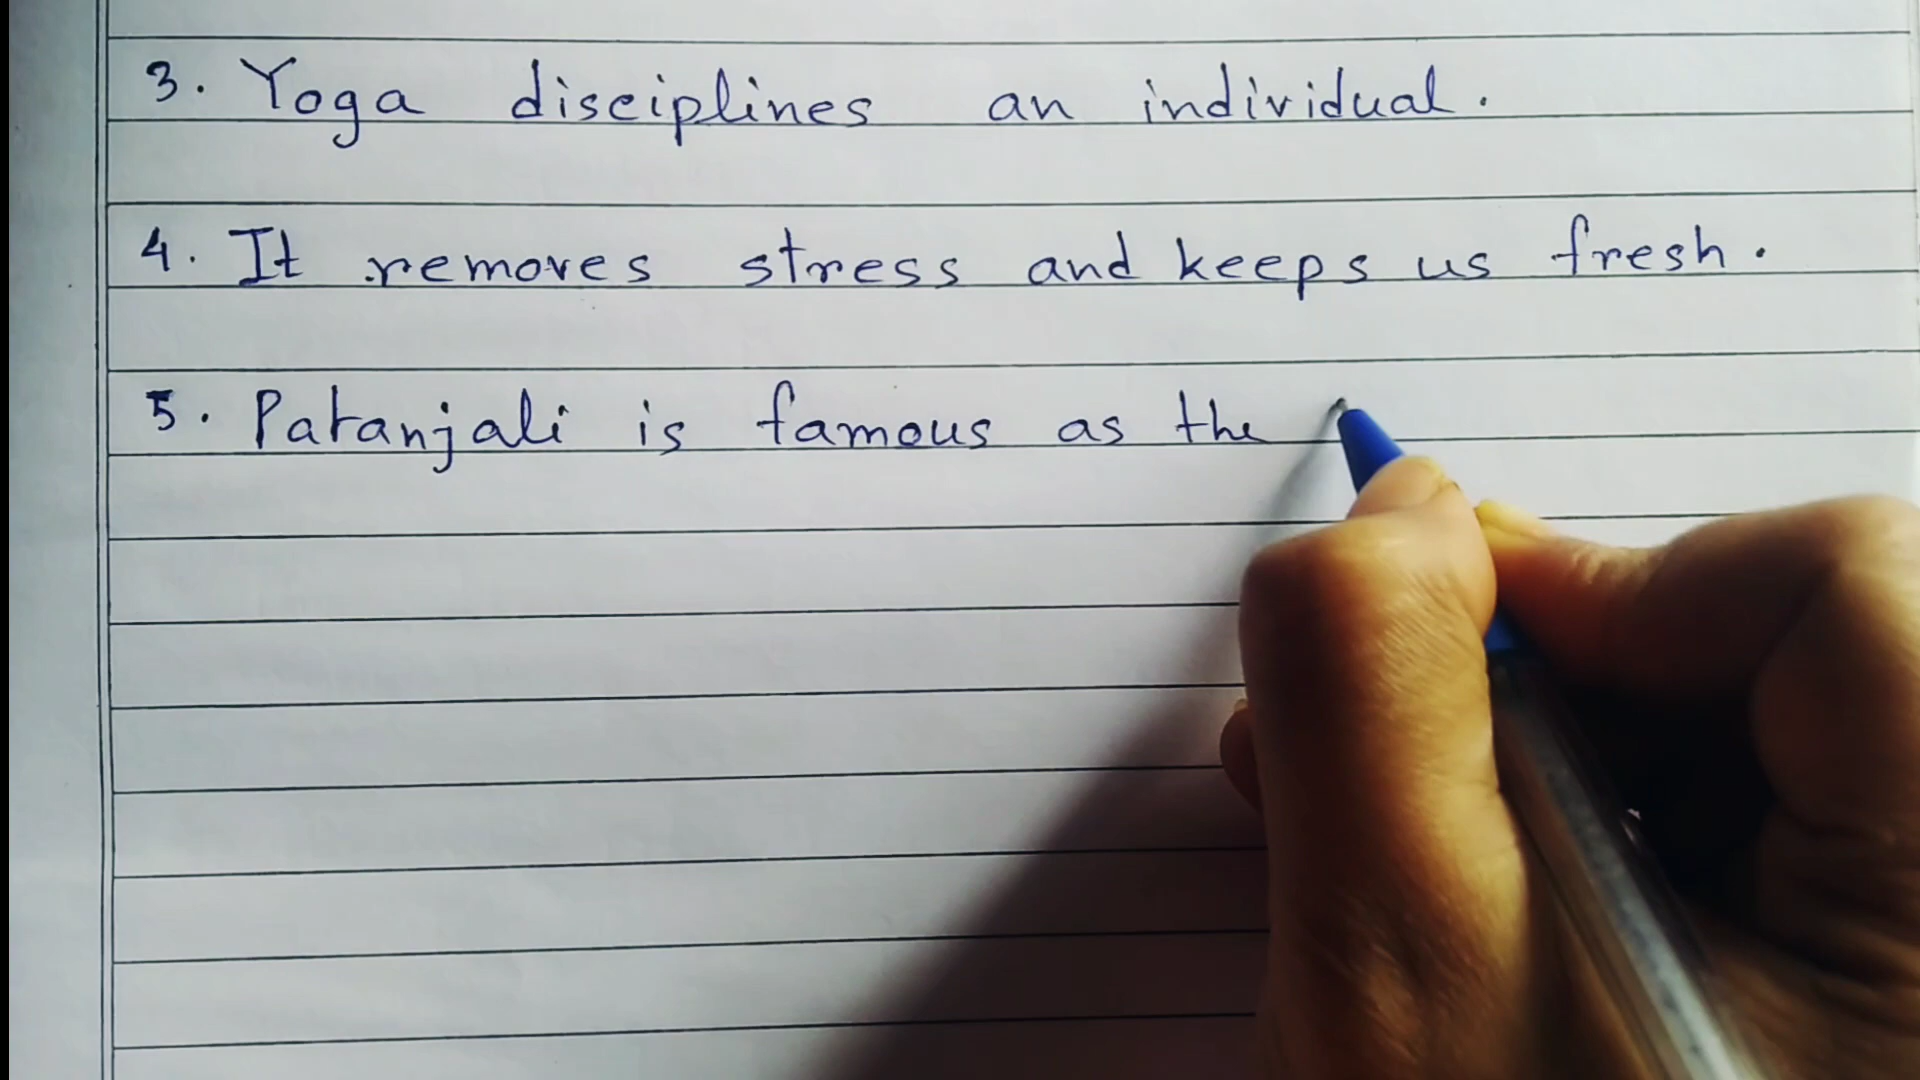 3. Yoga disciplines an individual.
4. It removes stress and keeps us fresh.
5. Patanjali is famous as the